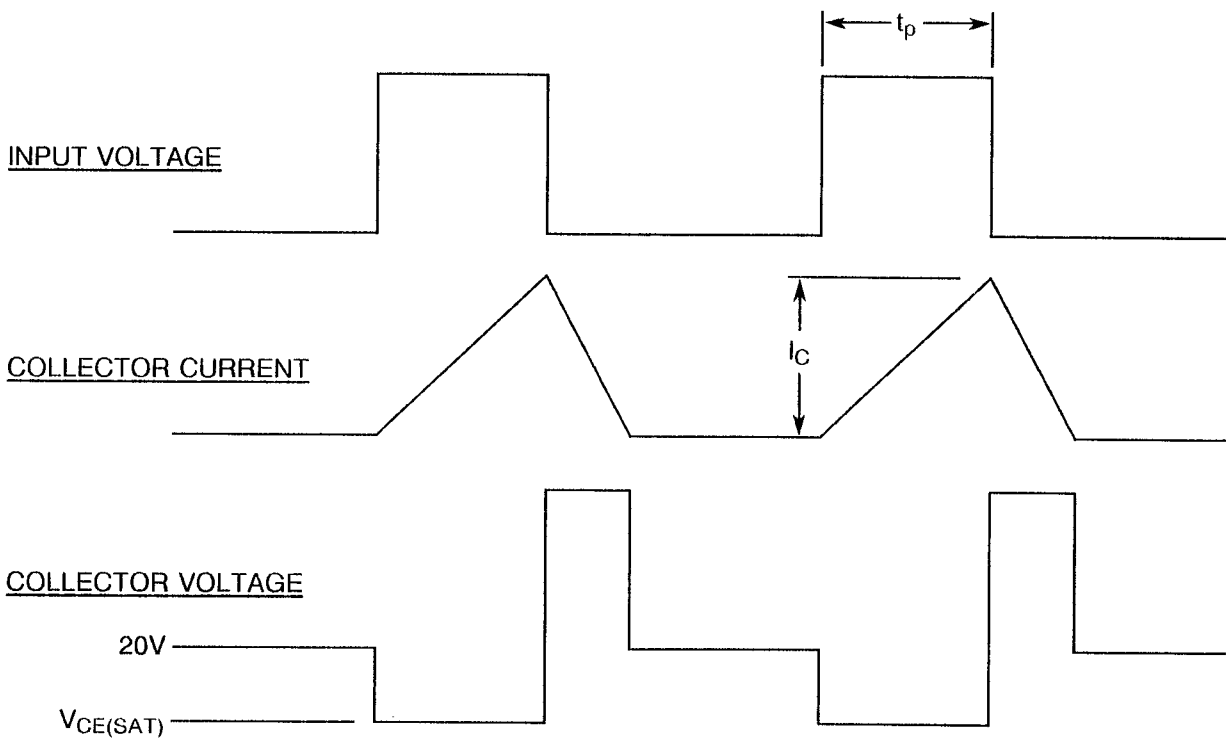 tp
INPUT VOLTAGE
IC
COLLECTOR CURRENT
COLLECTOR VOLTAGE
20V
VCE(SAT)